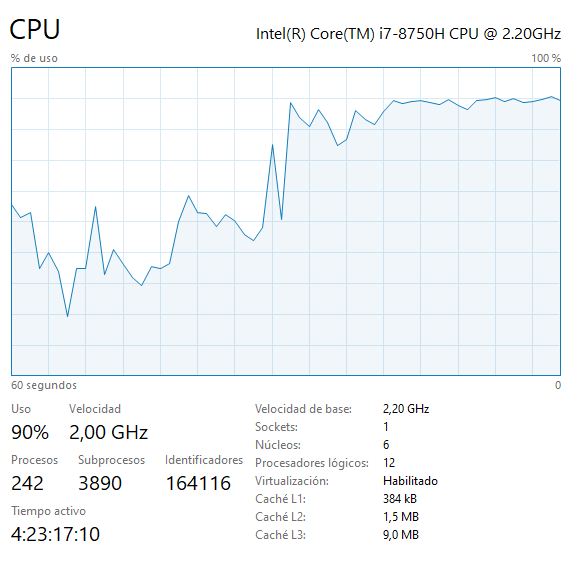 CPU
Intel(R) Core(TM) i7-8750H CPU @ 2.20GHz
% de uso
100 %
60 segundos
0
Uso
Velocidad
90%
2,00 GHz
Procesos
Subprocesos
Identificadores
242
3890
164116
Tiempo activo
4:23:17:10
Velocidad de base:
2,20 GHz
Sockets:
1
Núcleos:
6
Procesadores lógicos:
12
Virtualización:
Habilitado
Caché L1:
384 kB
Caché L2:
1,5 MB
Caché L3:
9,0 MB